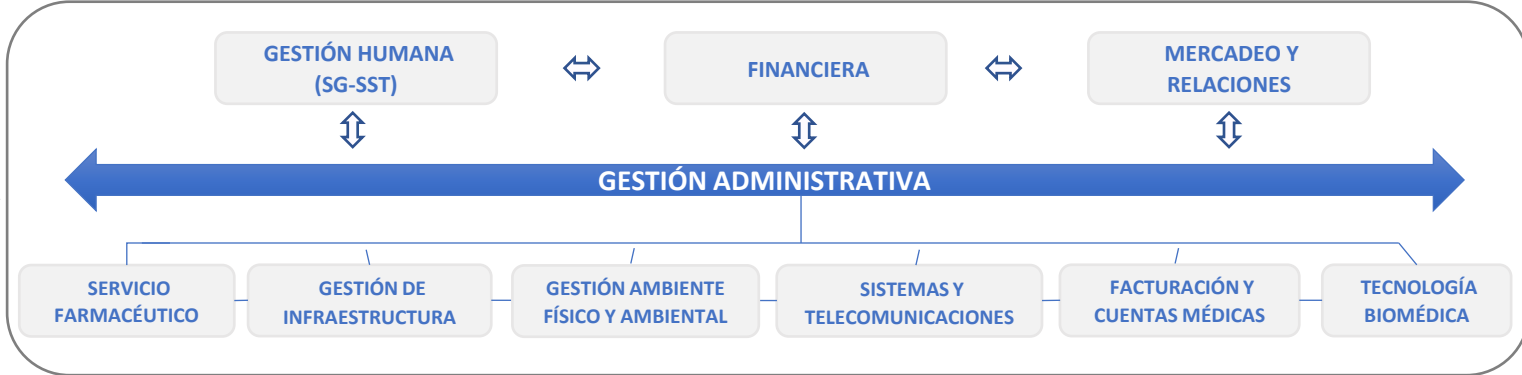 GESTIÓN HUMANA
(SG-SST)
FINANCIERA
MERCADEO Y
RELACIONES
GESTIÓN ADMINISTRATIVA
SERVICIO
FARMACÉUTICO
GESTIÓN DE
INFRAESTRUCTURA
GESTIÓN AMBIENTE
FÍSICO Y AMBIENTAL
SISTEMAS Y
TELECOMUNICACIONES
FACTURACIÓN Y
CUENTAS MÉDICAS
TECNOLOGÍA
BIOMÉDICA